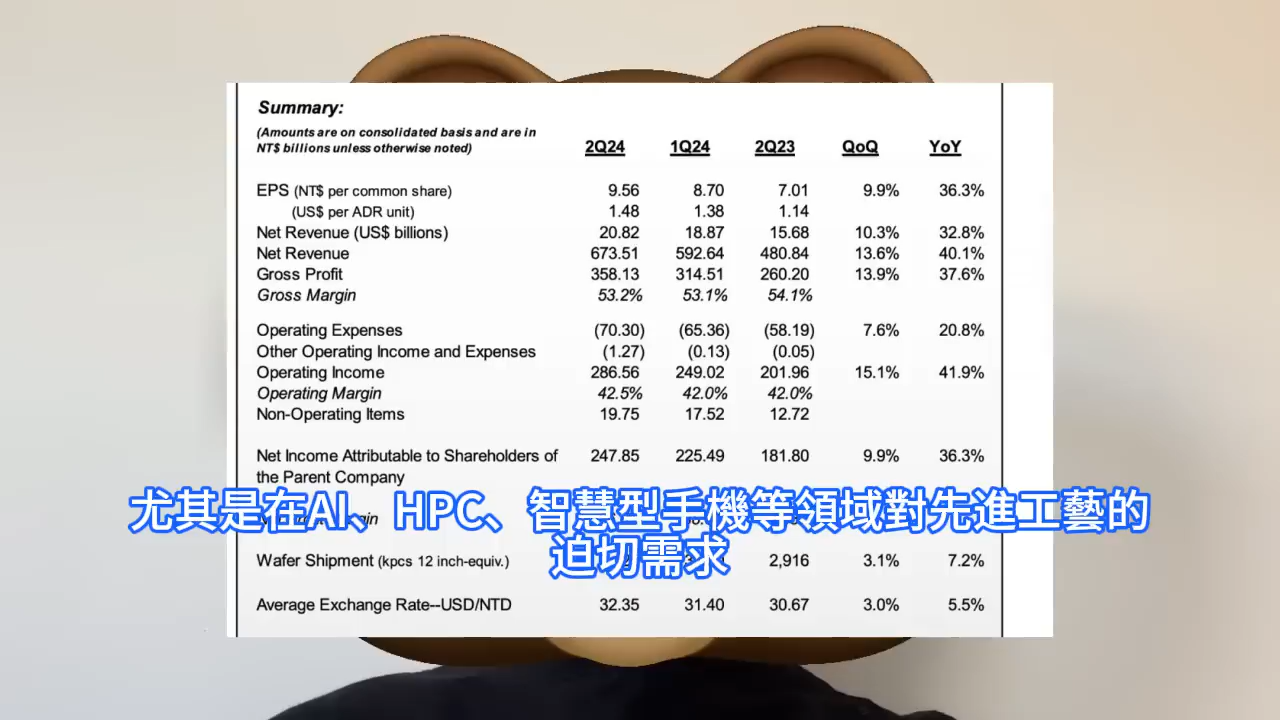 Summary:
(Amounts are on consolidated basis and are in
NT$ billions unless otherwise noted) 2Q24 1Q24 2Q23 QoQ YoY
EPS (NT$ per common share) 9.56 8.70 7.01 9.9% 36.3%
(US$ per ADR unit) 1.48 1.38 1.14
Net Revenue (US$ billions) 20.82 18.87 15.68 10.3% 32.8%
Net Revenue 673.51 592.64 480.84 13.6% 40.1%
Gross Profit 358.13 314.51 260.20 13.9% 37.6%
Gross Margin 53.2% 53.1% 54.1%
Operating Expenses (70.30) (65.36) (58.19) 7.6% 20.8%
Other Operating Income and Expenses (1.27) (0.13) (0.05)
Operating Income 286.56 249.02 201.96 15.1% 41.9%
Operating Margin 42.5% 42.0% 42.0%
Non-Operating Items 19.75 17.52 12.72
Net Income Attributable to Shareholders of 247.85 225.49 181.80 9.9% 36.3%
the Parent Company
尤其是在AI、HPC、智慧型手機等領域對先進工藝的
迫切需求
Wafer Shipment (kpcs 12 inch-equiv.) 2,916 3.1% 7.2%
Average Exchange Rate--USD/NTD 32.35 31.40 30.67 3.0% 5.5%